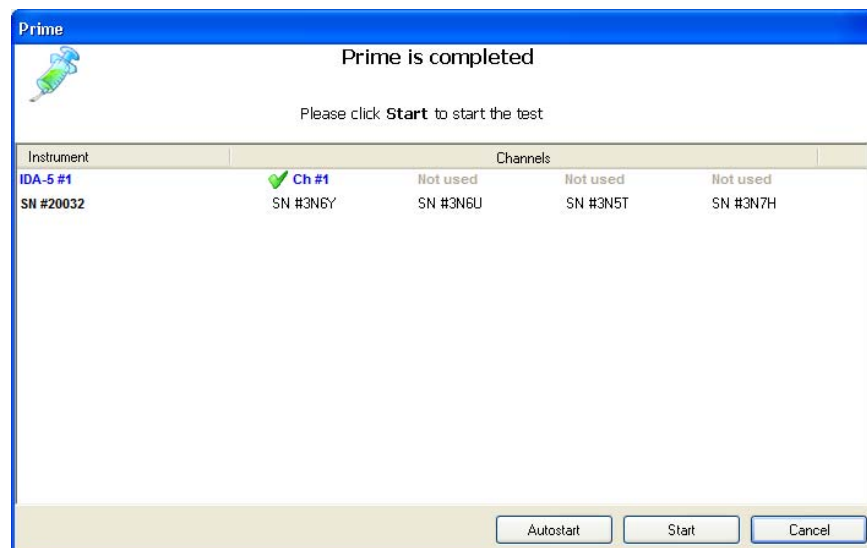 Prime
Prime is completed
Please click Start to start the test
Instrument Channels
IDA-5 #1 Ch #1 Not used Not used Not used
SN #20032 SN #3N6Y SN #3N6U SN #3N5T SN #3N7H
Autostart Start Cancel